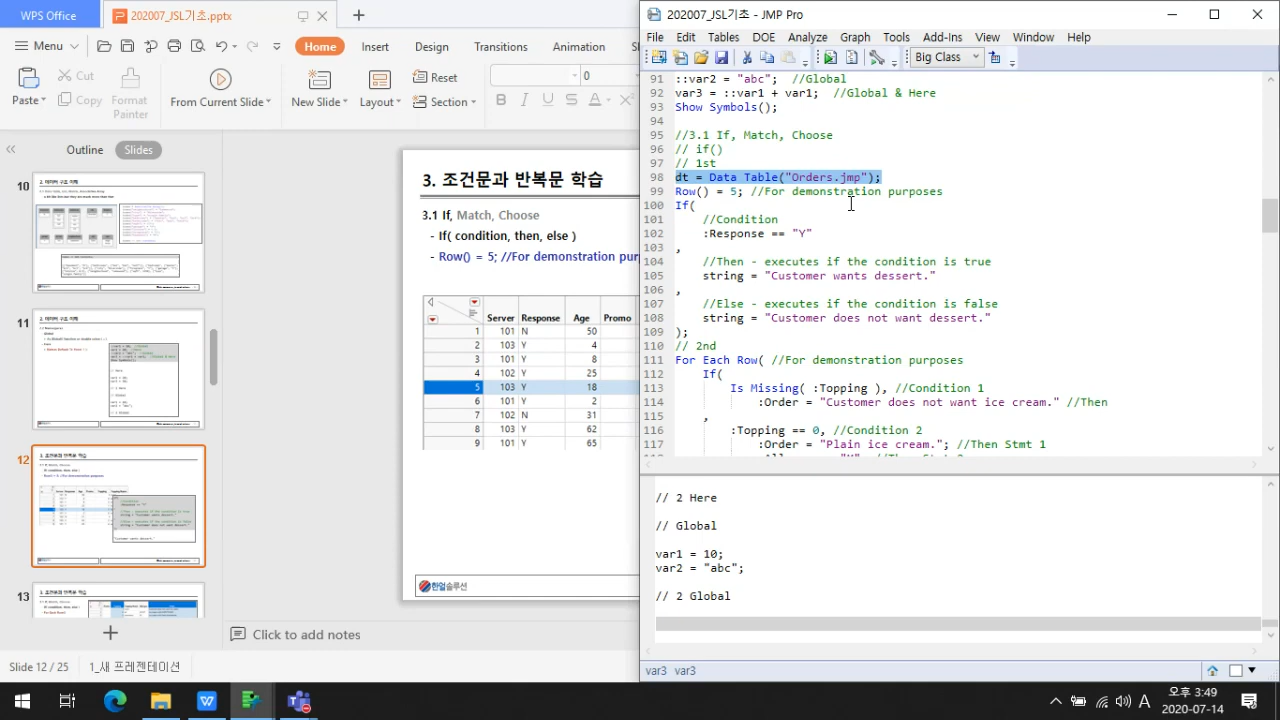 WPS Office
202007_JSL기초.pptx
Menu
Home
Insert
Design
Transitions
Animation
Paste
Cut
Copy
Format
Painter
From Current Slide
New Slide
Layout
Reset
Section
0
B I U S A
Outline
Slides
10
11
12
13
3. 조건문과 반복문 학습
3.1 If, Match, Choose
- If( condition, then, else )
- Row() = 5; //For demonstration pur
Server Response Age Promo
1 101 N 50
2 103 Y 4
3 101 Y 8
4 102 Y 25
5 103 Y 18
6 101 Y 2
7 102 N 31
8 103 Y 62
9 101 Y 65
한얼솔루션
Click to add notes
Slide 12 / 25
1_새 프레젠테이션
202007_JSL기초 - JMP Pro
File Edit Tables DOE Analyze Graph Tools Add-Ins View Window Help
Big Class
91 ::var2 = "abc"; //Global
92 var3 = ::var1 + var1; //Global & Here
93 Show Symbols();
94
95 //3.1 If, Match, Choose
96 // if()
97 // 1st
98 dt = Data Table("Orders.jmp");
99 Row() = 5; //For demonstration purposes
100 If(
101 //Condition
102 :Response == "Y"
103 ,
104 //Then - executes if the condition is true
105 string = "Customer wants dessert."
106 ,
107 //Else - executes if the condition is false
108 string = "Customer does not want dessert."
109 );
110 // 2nd
111 For Each Row( //For demonstration purposes
112 If(
113 Is Missing( :Topping ), //Condition 1
114 :Order = "Customer does not want ice cream." //Then
115 ,
116 :Topping == 0, //Condition 2
117 :Order = "Plain ice cream."; //Then Stmt 1
// 2 Here
// Global
var1 = 10;
var2 = "abc";
// 2 Global
var3 var3
A
오후 3:49
2020-07-14